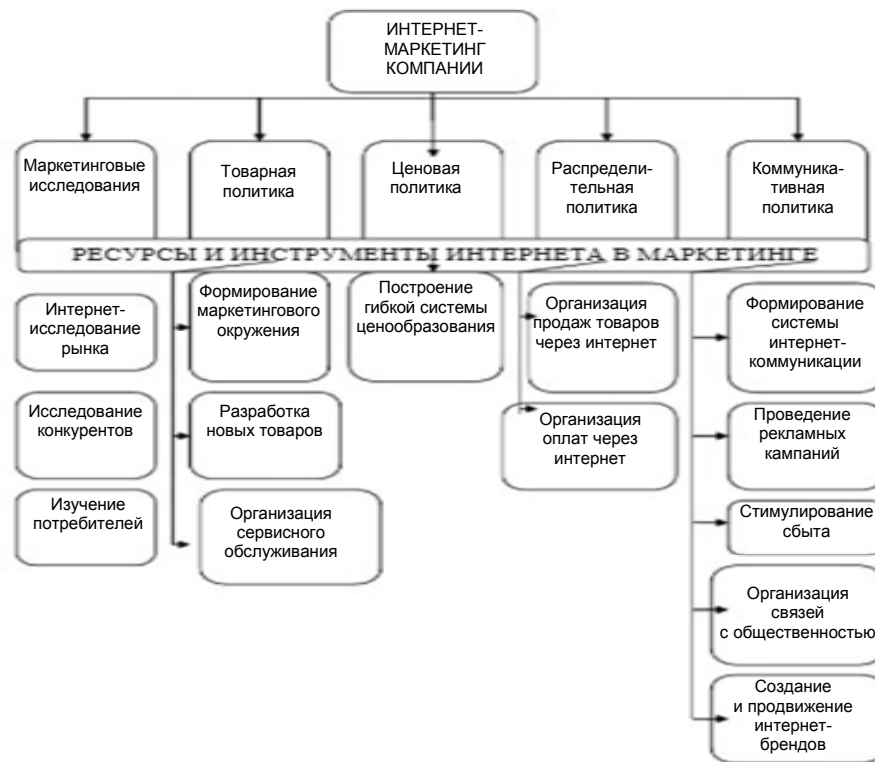 ИНТЕРНЕТ-
МАРКЕТИНГ
КОМПАНИИ
Маркетинговые
исследования
Товарная
политика
Ценовая
политика
Распредели-
тельная
политика
Коммуника-
тивная
политика
РЕСУРСЫ И ИНСТРУМЕНТЫ ИНТЕРНЕТА В МАРКЕТИНГЕ
Интернет-
исследование
рынка
Исследование
конкурентов
Изучение
потребителей
Формирование
маркетингового
окружения
Разработка
новых товаров
Организация
сервисного
обслуживания
Построение
гибкой системы
ценообразования
Организация
продаж товаров
через интернет
Организация
оплат через
интернет
Формирование
системы
интернет-
коммуникации
Проведение
рекламных
кампаний
Стимулирование
сбыта
Организация
связей
с общественностью
Создание
и продвижение
интернет-
брендов